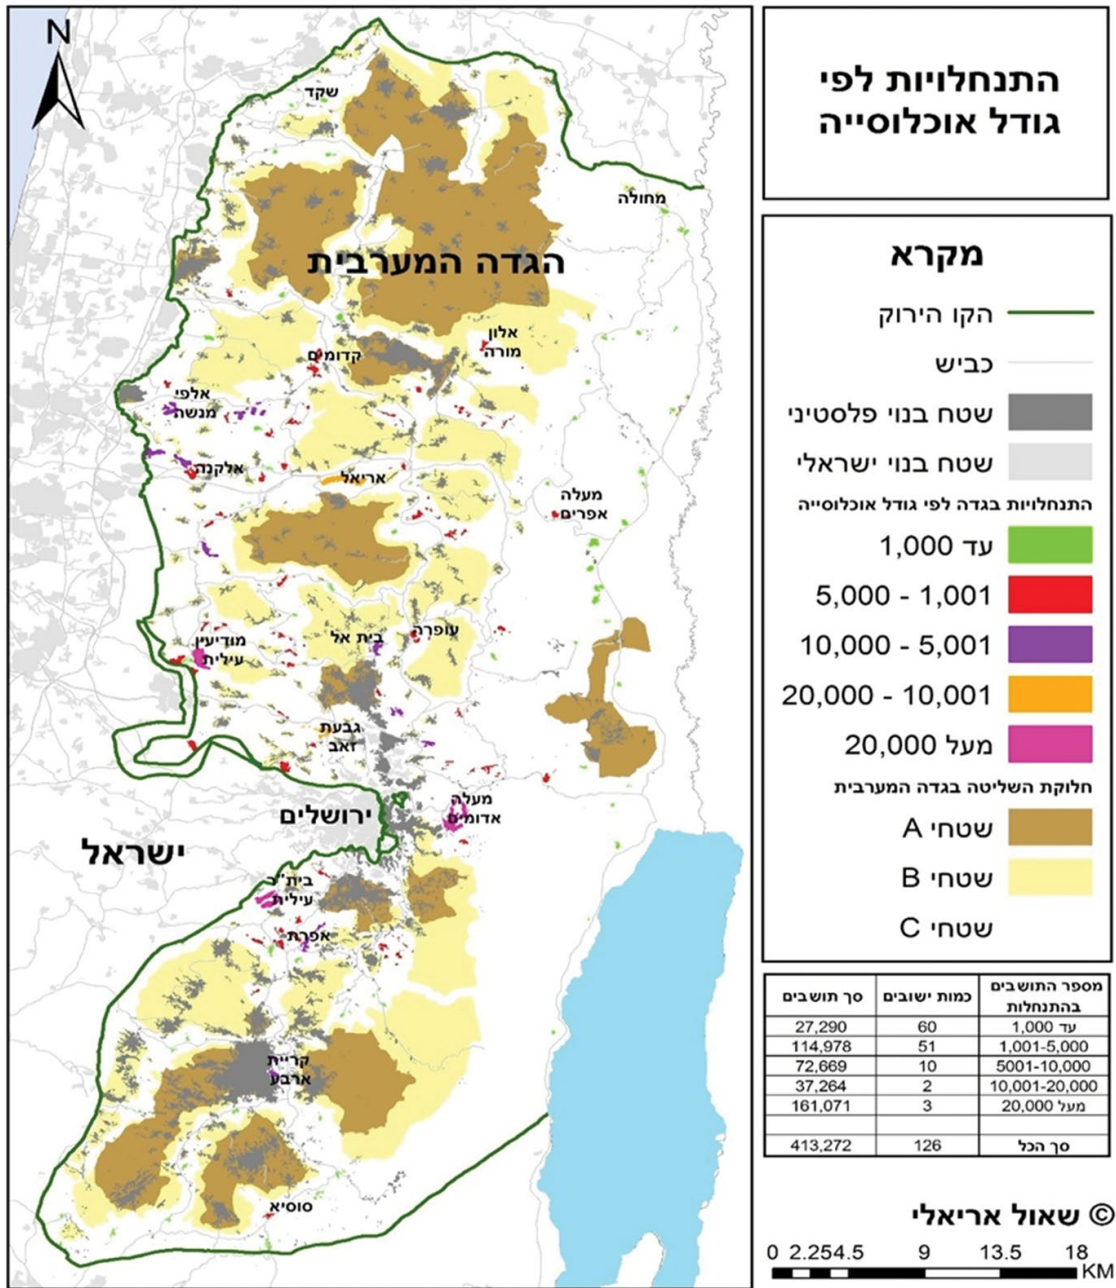 התנחלויות לפי
גודל אוכלוסייה
מקרא
הקו הירוק
כביש
שטח בנוי פלסטיני
שטח בנוי ישראלי
התנחלויות בגדה לפי גודל אוכלוסייה
עד 1,000
5,000 - 1,001
10,000 - 5,001
20,000 - 10,001
מעל 20,000
חלוקת השליטה בגדה המערבית
שטחי A
שטחי B
שטחי C
מספר התושבים בהתנחלות כמות ישובים סך תושבים
עד 1,000 60 27,290
1,001-5,000 51 114,978
5001-10,000 10 72,669
10,001-20,000 2 37,264
מעל 20,000 3 161,071
סך הכל 126 413,272
© שאול אריאלי
0 2.25 4.5 9 13.5 18
KM
N
שקד
מחולה
הגדה המערבית
אלון
מורה
קדומים
אלפי
מנשה
אלקנה
אריאל
מעלה
אפרים
עופרה
בית אל
מודיעין
עילית
גבעת
זאב
מעלה
אדומים
ירושלים
ישראל
בית"ר
עילית
אפרת
קריית
ארבע
סוסיא